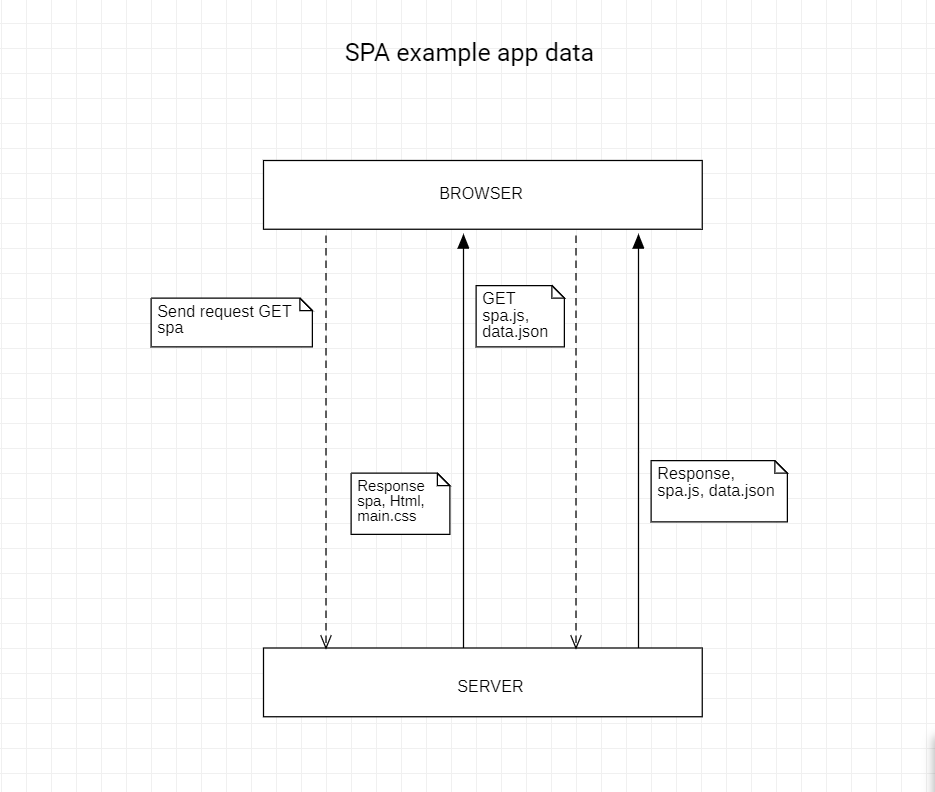 SPA example app data
BROWSER
Send request GET
spa
GET
spa.js,
data.json
Response
spa, Html,
main.css
Response,
spa.js, data.json
SERVER